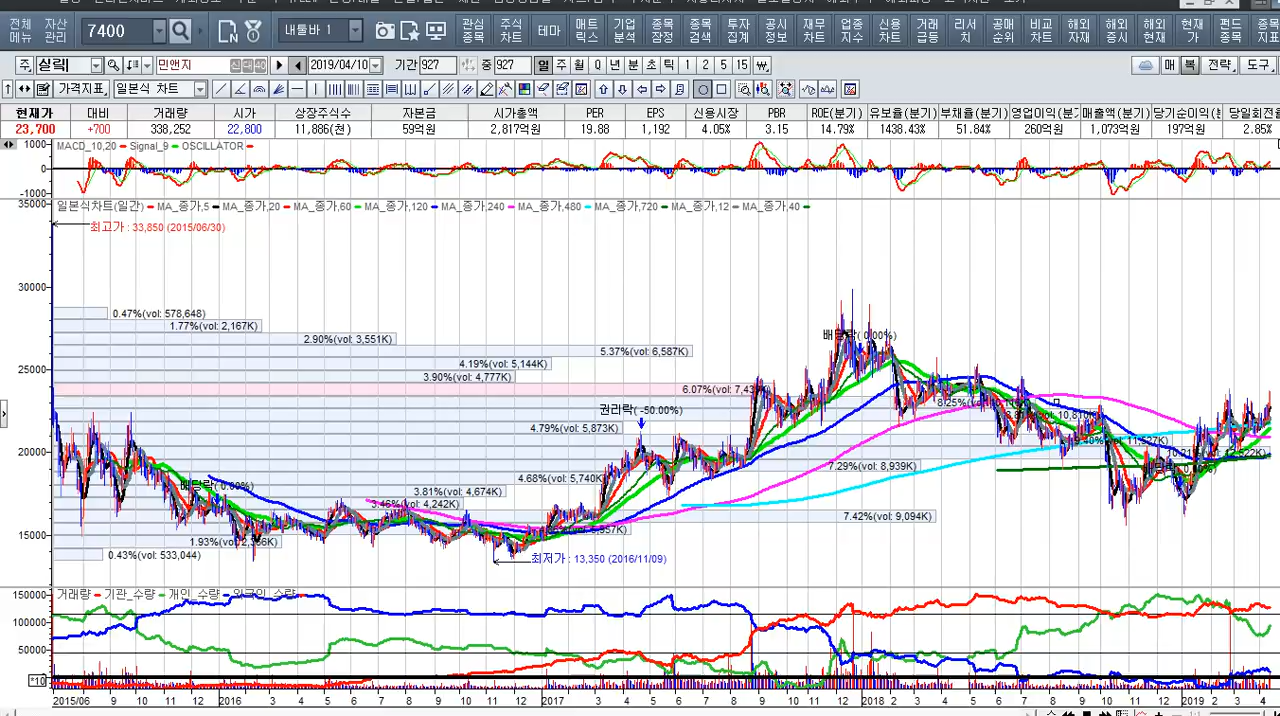 전체 메뉴 자산 관리 7400 내툴바 1 관심 종목 주식 차트 테마 매트 릭스 기업 분석 종목 잠정 종목 검색 투자 집계 공시 정보 재무 차트 업종 지수 신용 차트 거래 급등 리서 치 공매 순위 비교 차트 해외 자재 해외 증시 해외 현재 현재 가 펀드 종목 종목 지표
주 실릭 민앤지 2019/04/10 기간 927 중 927 일 주 월 Q 년 분 초 틱 1 2 5 15 매 복 전략 도구
가격지표 일본식 차트
현재가 대비 거래량 시가 상장주식수 자본금 시가총액 PER EPS 신용시장 PBR ROE(분기) 유보율(분기) 부채율(분기) 영업이익(분기 매출액(분기) 당기순이익(분 당일회전
23,700 +700 338,252 22,800 11,886(천) 59억원 2,817억원 19.88 1,192 4.05% 3.15 14.79% 1438.43% 51.84% 260억원 1,073억원 197억원 2.85%
1000 MACD_10,20 Signal_9 OSCILLATOR
0
-1000
35000 일본식차트(일간) MA_종가,5 MA_종가,20 MA_종가,60 MA_종가,120 MA_종가,240 MA_종가,480 MA_종가,720 MA_종가,12 MA_종가,40
최고가 : 33,850 (2015/06/30)
30000
0.47%(vol: 578,648)
1.77%(vol: 2,167K)
배당락( 0.00%)
2.90%(vol: 3,551K)
5.37%(vol: 6,587K)
4.19%(vol: 5,144K)
25000
3.90%(vol: 4,777K)
6.07%(vol: 7,43
권리락( -50.00%)
4.79%(vol: 5,873K)
20000
7.29%(vol: 8,939K)
4.68%(vol: 5,740K)
배당락( 0.00%)
3.81%(vol: 4,674K)
3.46%(vol: 4,242K)
7.42%(vol: 9,094K)
15000
1.93%(vol:
0.43%(vol: 533,044)
최저가 : 13,350 (2016/11/09)
150000 거래량 기관_수량 개인_수량 외국인_수량
100000
50000
*10
2015/06 9 11 12 2016 3 5 6 7 8 10 11 12 2017 3 4 5 6 7 8 9 10 11 12 2018 2 3 4 5 6 7 8 9 10 11 12 2019 2 3 4